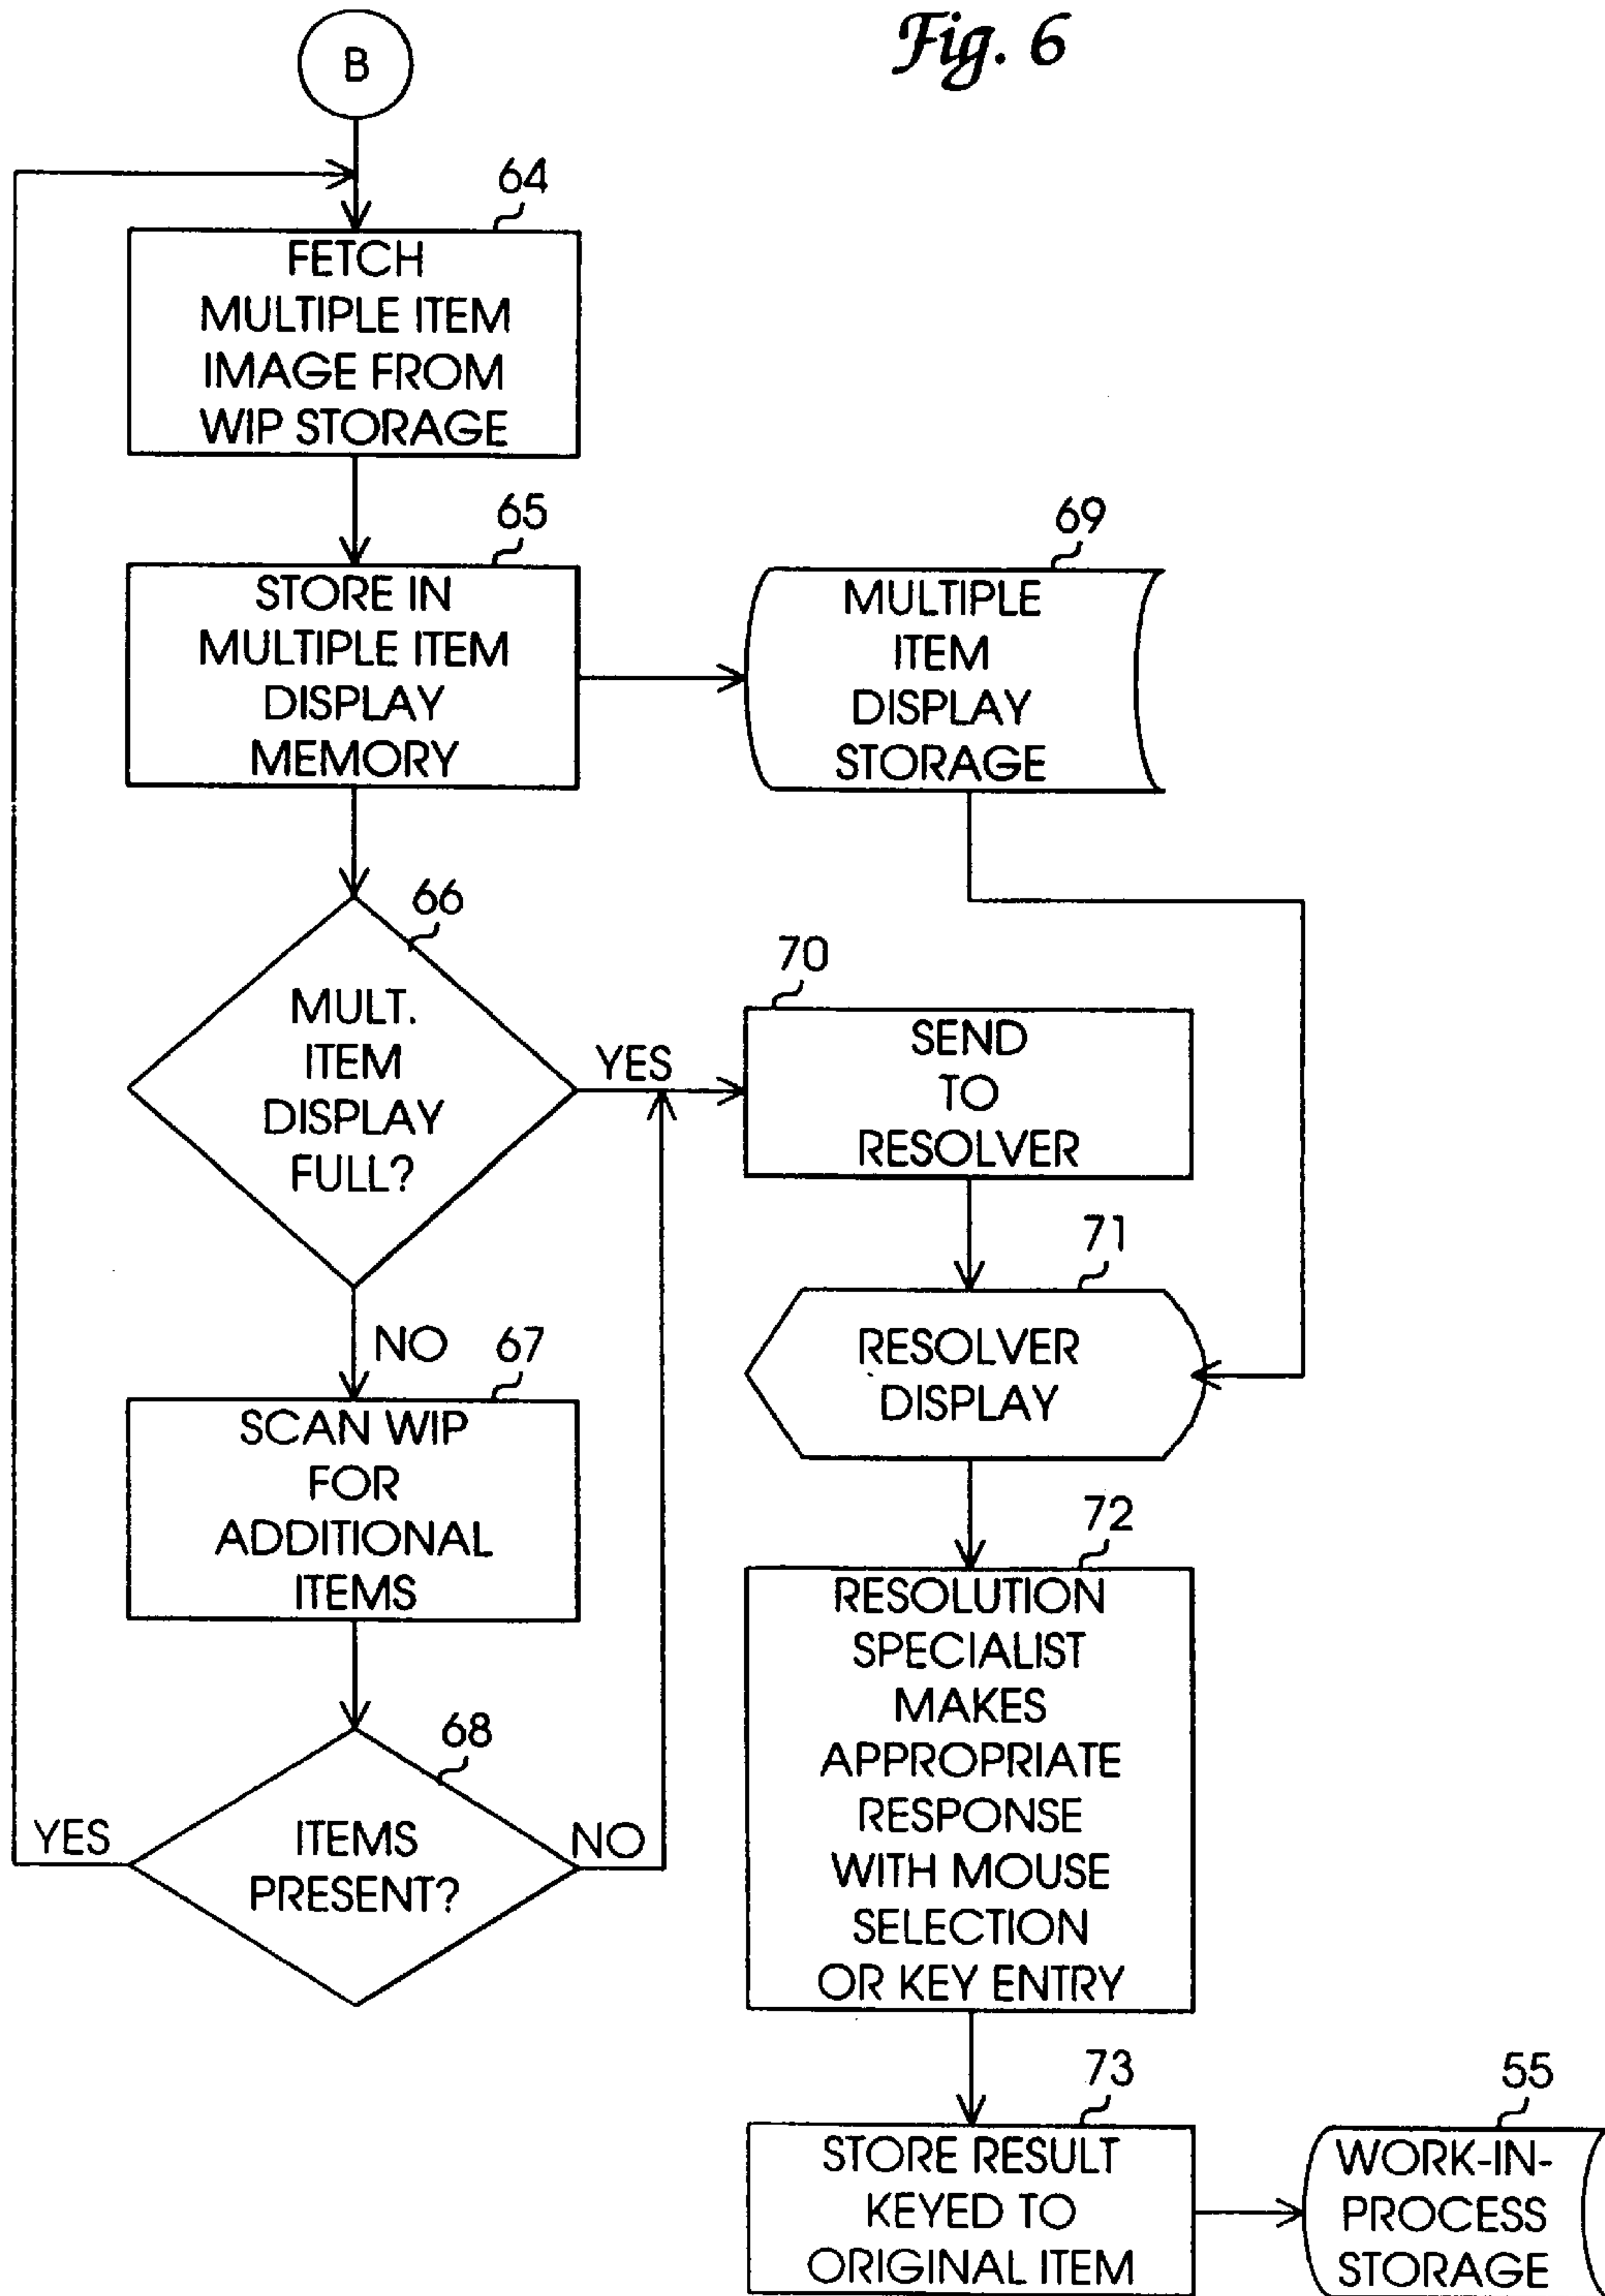 Fig. 6
B
64
FETCH
MULTIPLE ITEM
IMAGE FROM
WIP STORAGE
65
STORE IN
MULTIPLE ITEM
DISPLAY
MEMORY
69
MULTIPLE
ITEM
DISPLAY
STORAGE
66
MULT.
ITEM
DISPLAY
FULL?
YES
NO
70
SEND
TO
RESOLVER
67
SCAN WIP
FOR
ADDITIONAL
ITEMS
71
RESOLVER
DISPLAY
68
ITEMS
PRESENT?
YES
NO
72
RESOLUTION
SPECIALIST
MAKES
APPROPRIATE
RESPONSE
WITH MOUSE
SELECTION
OR KEY ENTRY
73
STORE RESULT
KEYED TO
ORIGINAL ITEM
55
WORK-IN-
PROCESS
STORAGE